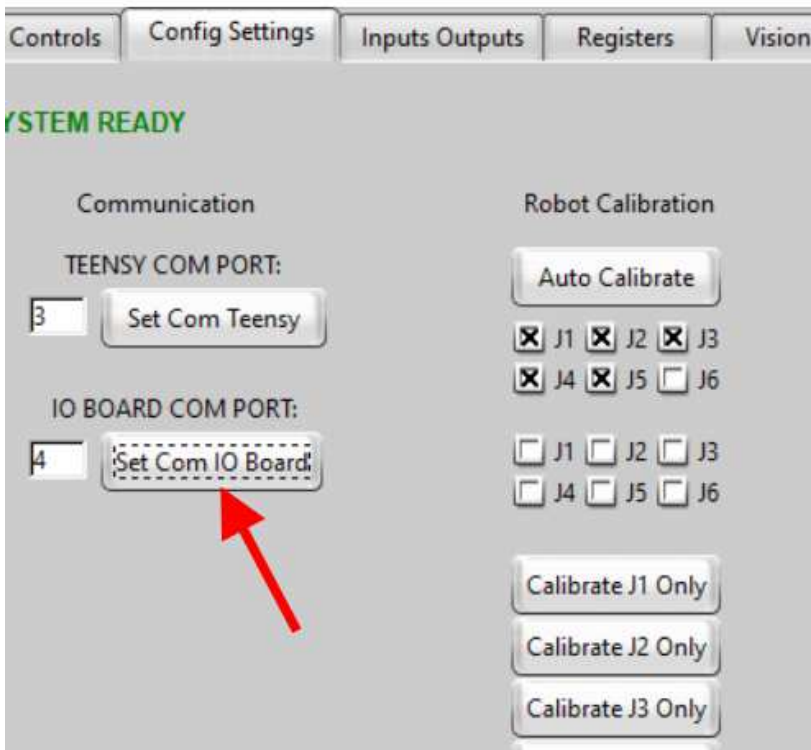 Controls Config Settings Inputs Outputs Registers Vision
YSTEM READY
Communication
TEENSY COM PORT:
3 Set Com Teensy
IO BOARD COM PORT:
4 Set Com IO Board
Robot Calibration
Auto Calibrate
J1 J2 J3
J4 J5 J6
J1 J2 J3
J4 J5 J6
Calibrate J1 Only
Calibrate J2 Only
Calibrate J3 Only